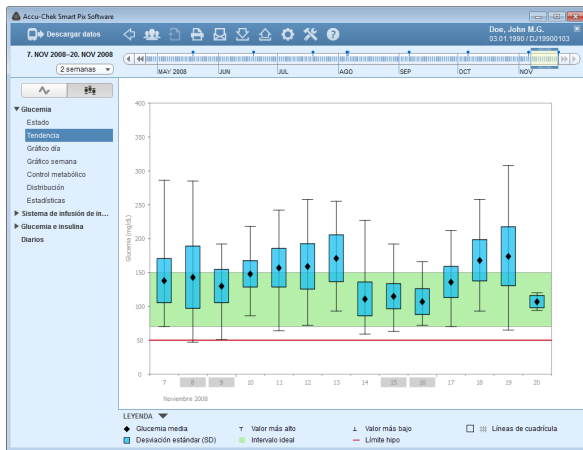 Accu-Chek Smart Pix Software
Descargar datos
Doe, John M.G.
03.01.1990 / DJ19900103
7. NOV 2008–20. NOV 2008
2 semanas
MAY 2008 JUN JUL AGO SEP OCT NOV
Glucemia
Estado
Tendencia
Gráfico día
Gráfico semana
Control metabólico
Distribución
Estadísticas
Sistema de infusión de in...
Glucemia e insulina
Diarios
Glucemia (mg/dL)
400
350
300
250
200
150
100
50
0
7 8 9 10 11 12 13 14 15 16 17 18 19 20
Noviembre 2008
LEYENDA
Glucemia media Valor más alto Valor más bajo Líneas de cuadrícula
Desviación estándar (SD) Intervalo ideal Límite hipo